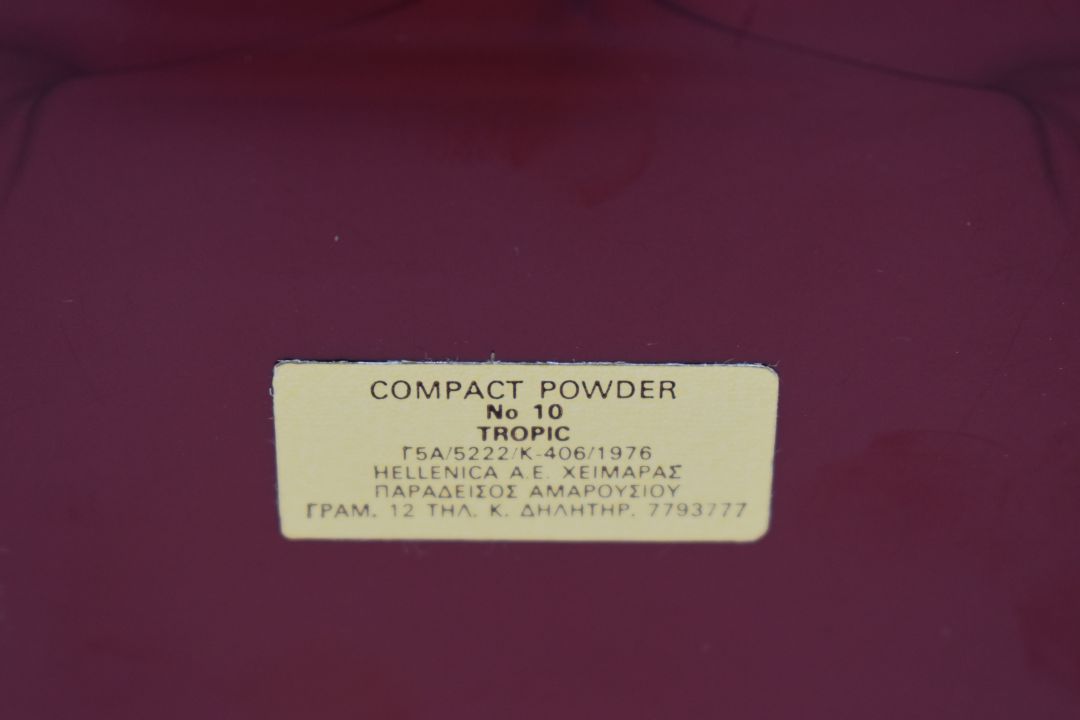 COMPACT POWDER
No 10
TROPIC
Γ5Α/5222/Κ-406/1976
HELLENICA A.E. ΧΕΙΜΑΡΑΣ
ΠΑΡΑΔΕΙΣΟΣ ΑΜΑΡΟΥΣΙΟΥ
ΓΡΑΜ. 12 ΤΗΛ. Κ. ΔΗΛΗΤΗΡ. 7793777